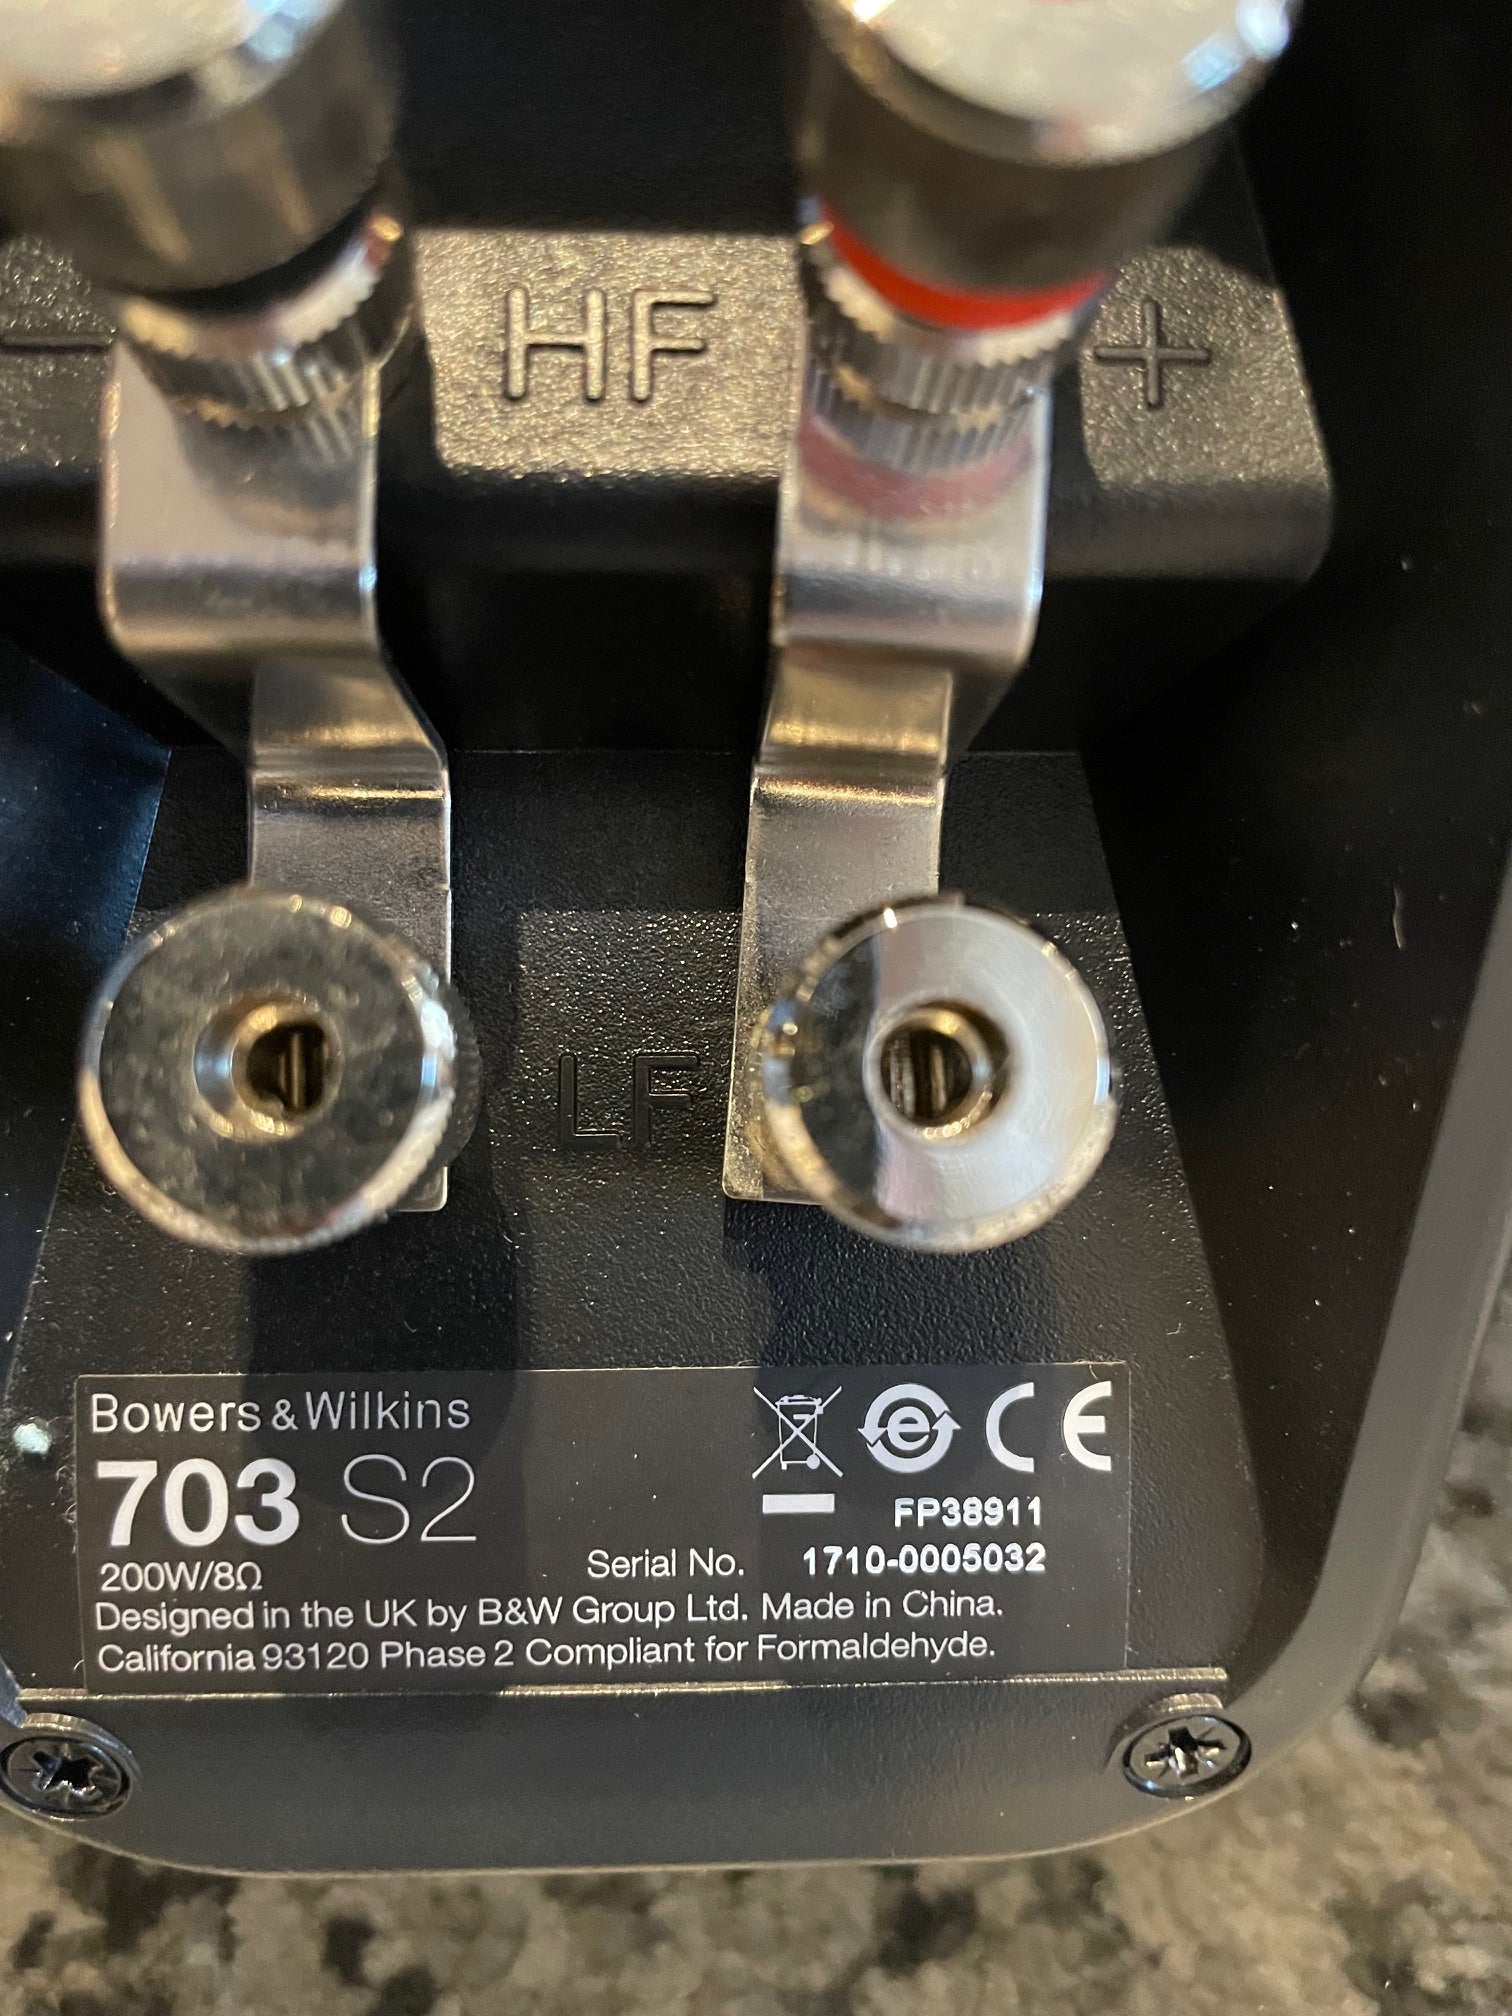 − HF +
LF
Bowers & Wilkins
703 S2
200W/8Ω
CE
FP38911
Serial No. 1710-0005032
Designed in the UK by B&W Group Ltd. Made in China.
California 93120 Phase 2 Compliant for Formaldehyde.